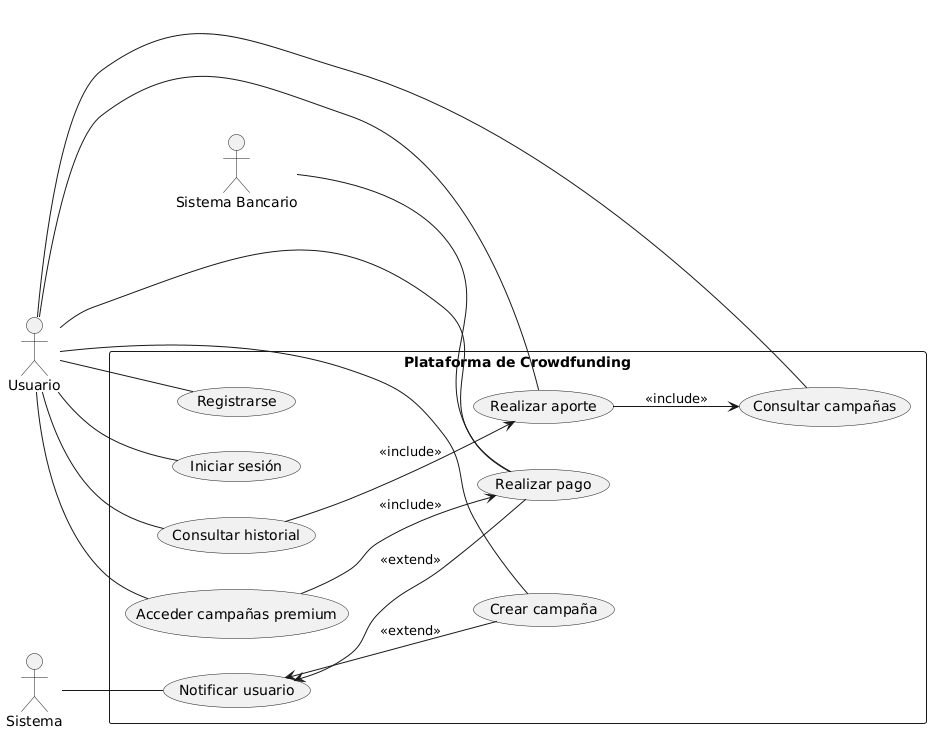 Sistema Bancario
Usuario
Plataforma de Crowdfunding
Registrarse
Realizar aporte
«include»
Consultar campañas
Iniciar sesión
«include»
Realizar pago
«include»
Consultar historial
«extend»
Acceder campañas premium
Crear campaña
«extend»
Notificar usuario
Sistema